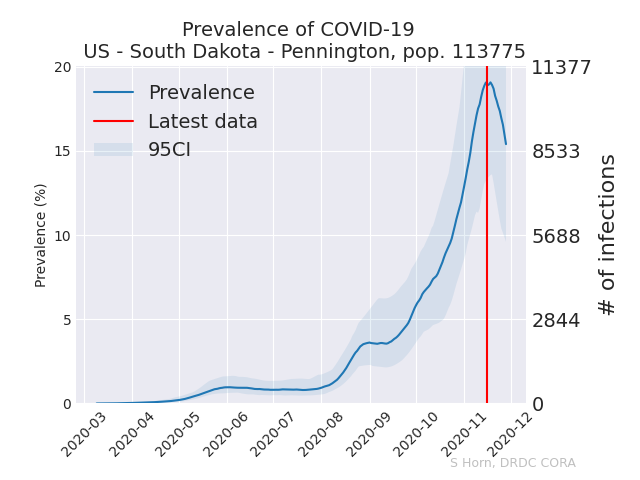 Prevalence of COVID-19
US - South Dakota - Pennington, pop. 113775
Prevalence
Latest data
95CI
Prevalence (%)
20
15
10
5
0
11377
8533
5688
2844
0
# of infections
2020-03
2020-04
2020-05
2020-06
2020-07
2020-08
2020-09
2020-10
2020-11
2020-12
S Horn, DRDC CORA